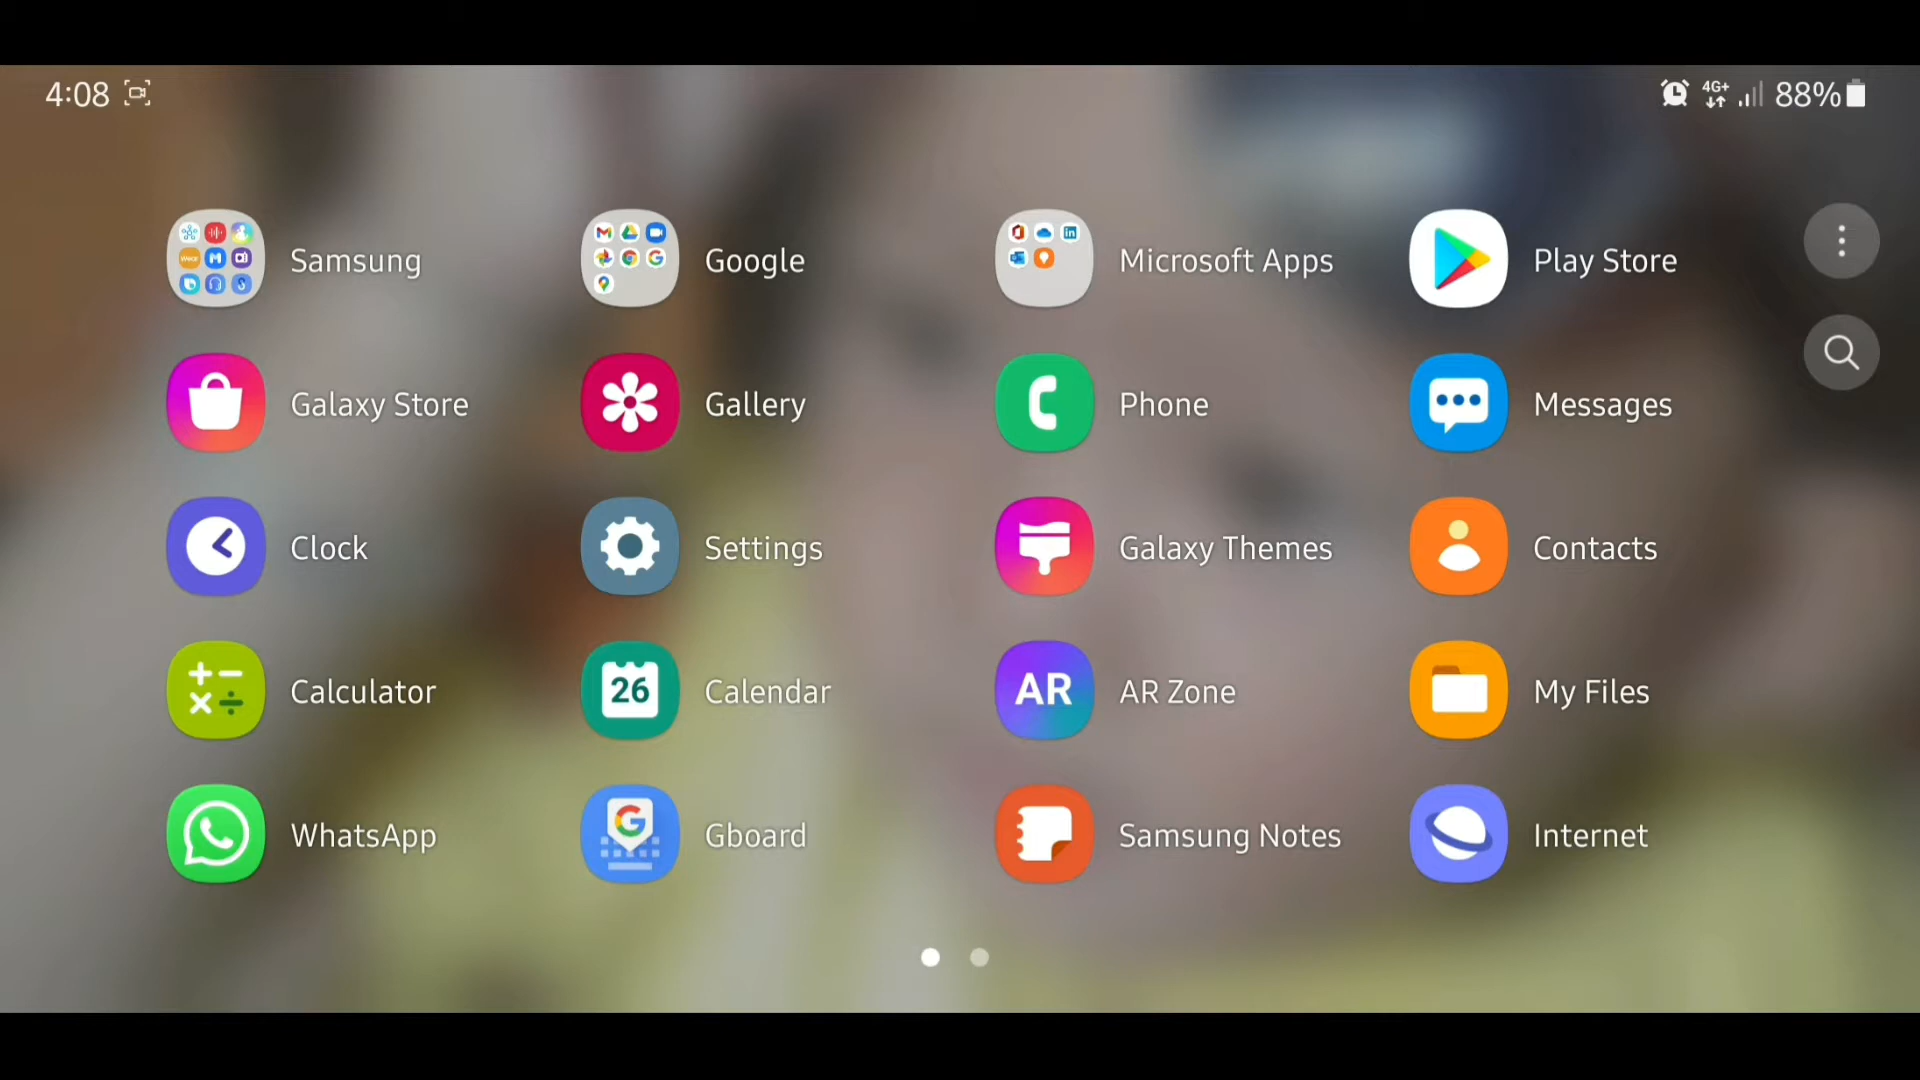 4:08 4G+ 88%
Samsung Google Microsoft Apps Play Store
Galaxy Store Gallery Phone Messages
Clock Settings Galaxy Themes Contacts
Calculator 26 Calendar AR AR Zone My Files
WhatsApp G Gboard Samsung Notes Internet